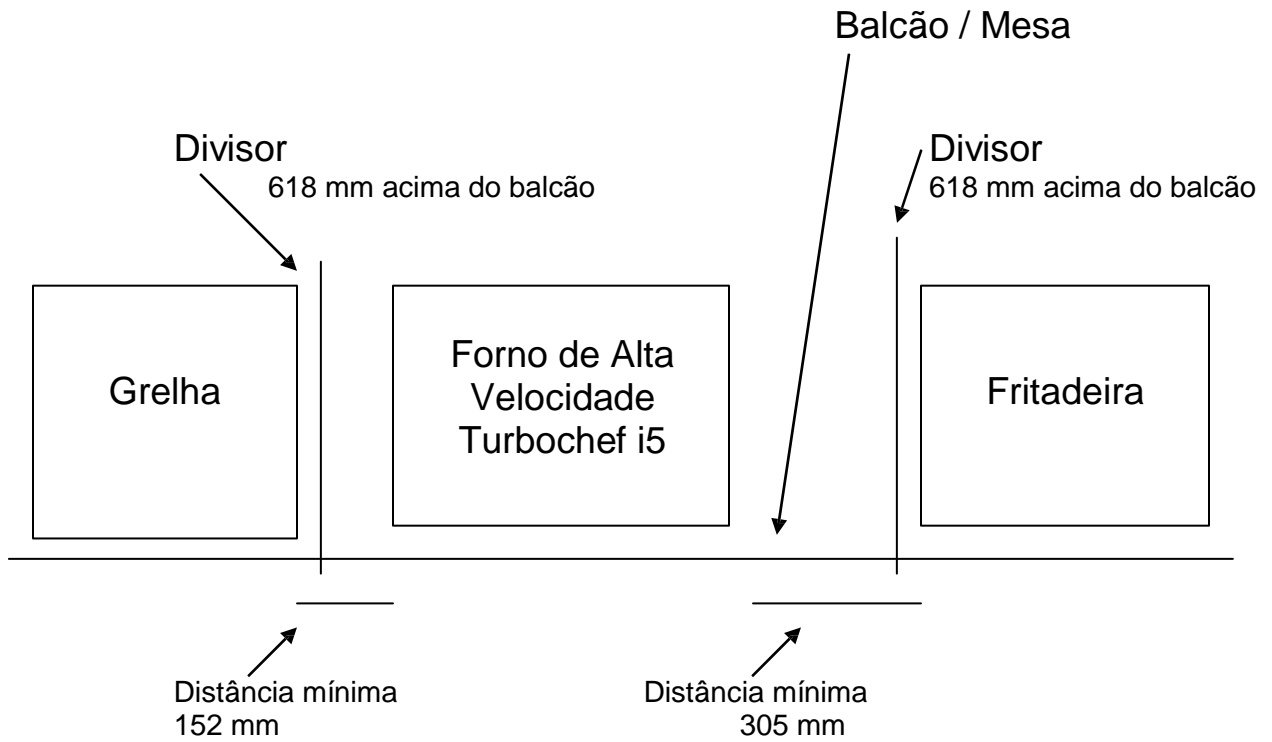 Balcão / Mesa
Divisor
618 mm acima do balcão
Divisor
618 mm acima do balcão
Grelha
Forno de Alta
Velocidade
Turbochef i5
Fritadeira
Distância mínima
152 mm
Distância mínima
305 mm